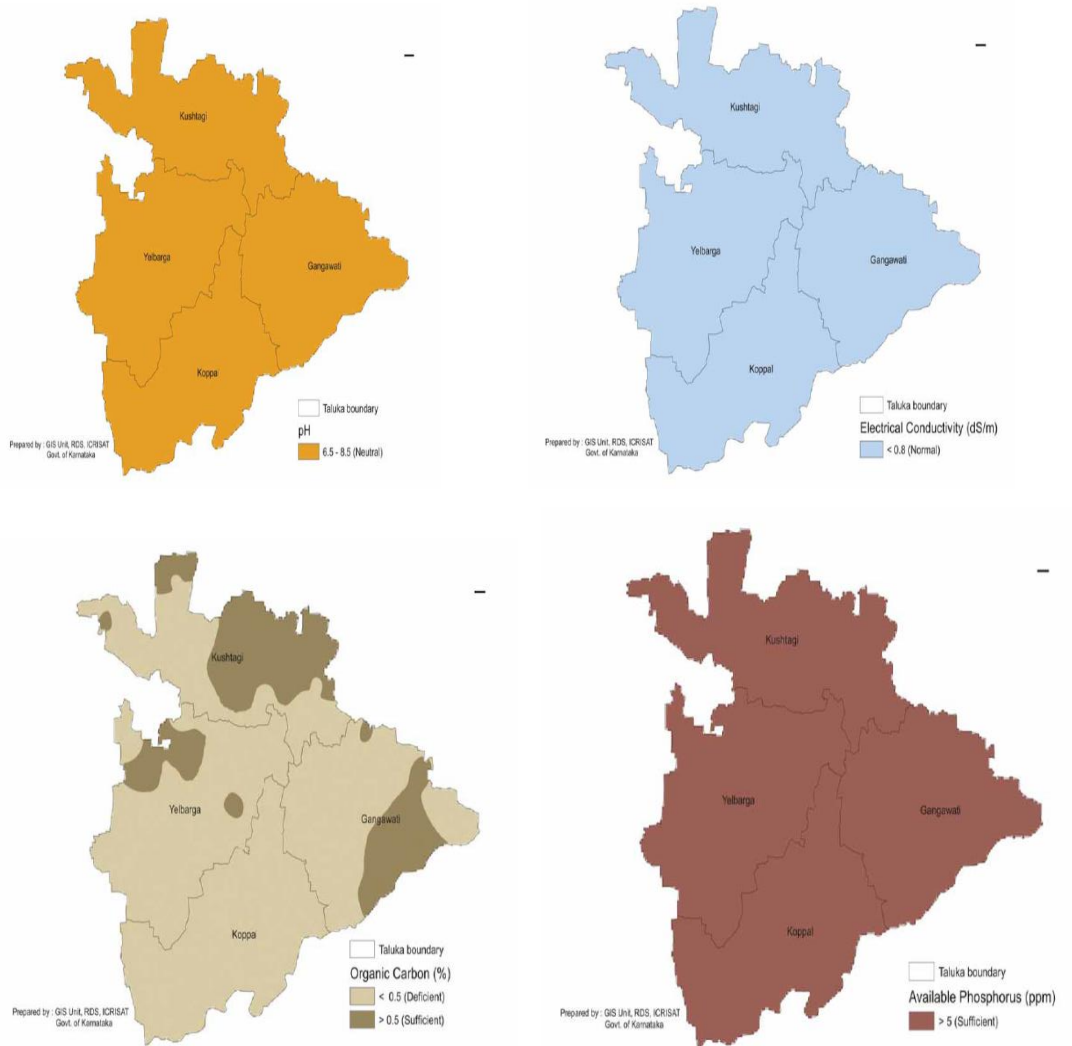 Kushtagi
Yelbarga
Gangawati
Koppal
Taluka boundary
pH
6.5 - 8.5 (Neutral)
Prepared by : GIS Unit, RDS, ICRISAT
Govt. of Karnataka
Kushtagi
Yelbarga
Gangawati
Koppal
Taluka boundary
Electrical Conductivity (dS/m)
< 0.8 (Normal)
Prepared by : GIS Unit, RDS, ICRISAT
Govt. of Karnataka
Kushtagi
Yelbarga
Gangawati
Koppal
Taluka boundary
Organic Carbon (%)
< 0.5 (Deficient)
> 0.5 (Sufficient)
Prepared by : GIS Unit, RDS, ICRISAT
Govt. of Karnataka
Kushtagi
Yelbarga
Gangawati
Koppal
Taluka boundary
Available Phosphorus (ppm)
> 5 (Sufficient)
Prepared by : GIS Unit, RDS, ICRISAT
Govt. of Karnataka